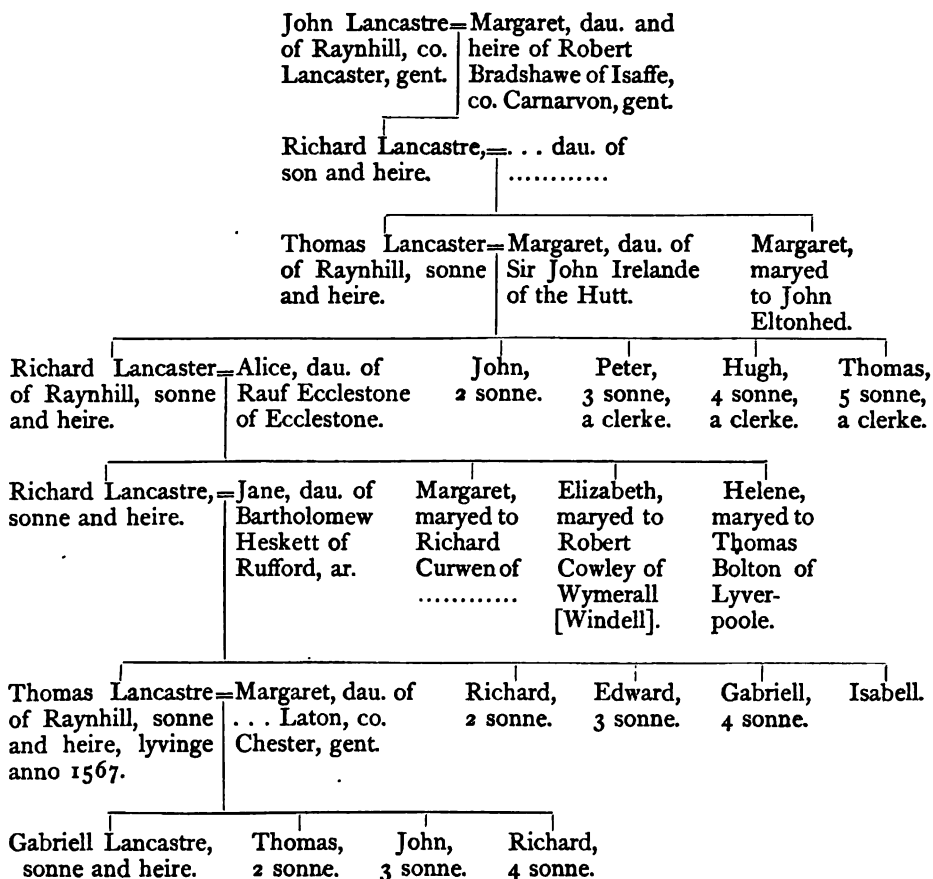 John Lancastre=Margaret, dau. and
of Raynhill, co. heire of Robert
Lancaster, gent. Bradshawe of Isaffe,
co. Carnarvon, gent.
Richard Lancastre,=. . . dau. of
son and heire. ............
Thomas Lancaster=Margaret, dau. of
of Raynhill, sonne Sir John Irelande
and heire. of the Hutt.
Margaret,
maryed
to John
Eltonhed.
Richard Lancaster=Alice, dau. of
of Raynhill, sonne Rauf Ecclestone
and heire. of Ecclestone.
John,
2 sonne.
Peter,
3 sonne,
a clerke.
Hugh,
4 sonne,
a clerke.
Thomas,
5 sonne,
a clerke.
Richard Lancastre,=Jane, dau. of
sonne and heire. Bartholomew
Heskett of
Rufford, ar.
Margaret,
maryed to
Richard
Curwen of
............
Elizabeth,
maryed to
Robert
Cowley of
Wymerall
[Windell].
Helene,
maryed to
Thomas
Bolton of
Lyver-
poole.
Thomas Lancastre=Margaret, dau. of
of Raynhill, sonne . . . Laton, co.
and heire, lyvinge Chester, gent.
anno 1567.
Richard,
2 sonne.
Edward,
3 sonne.
Gabriell,
4 sonne.
Isabell.
Gabriell Lancastre,
sonne and heire.
Thomas,
2 sonne.
John,
3 sonne.
Richard,
4 sonne.